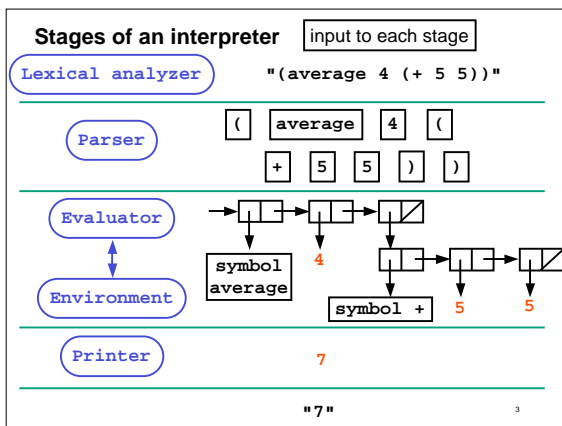 Stages of an interpreter input to each stage
Lexical analyzer "(average 4 (+ 5 5))"
( average 4 (
Parser
+ 5 5 ) )
Evaluator
symbol average 4
Environment symbol + 5 5
Printer 7
"7" 3